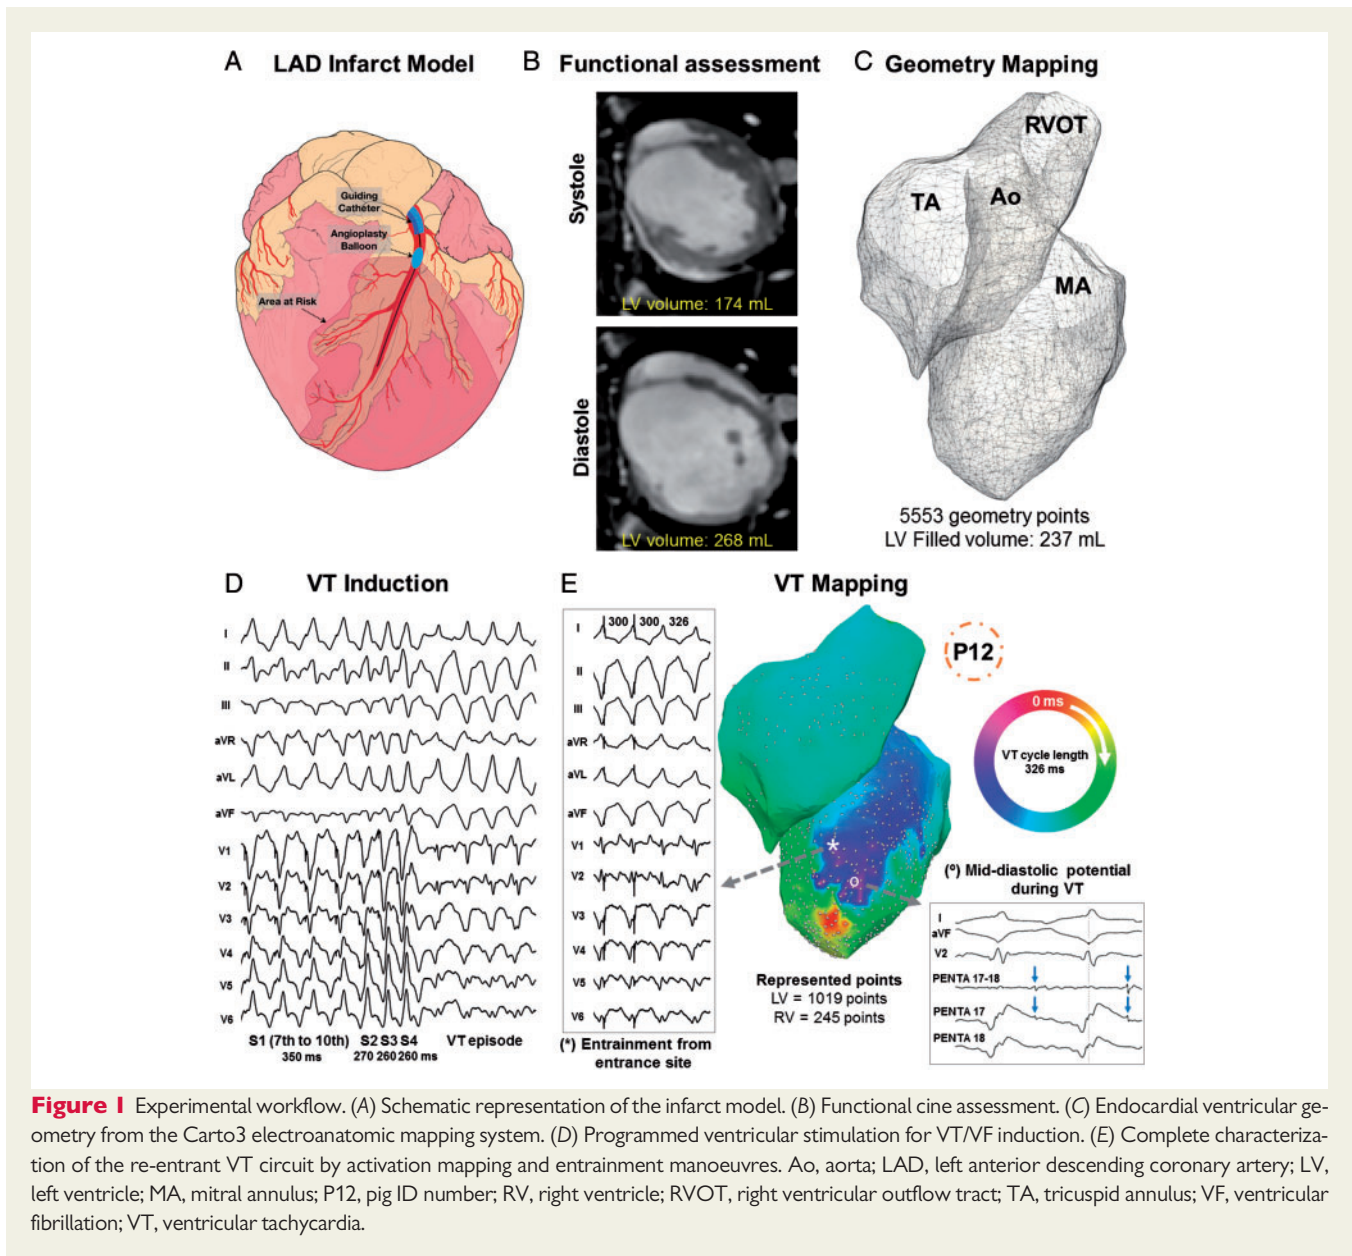 A LAD Infarct Model
Guiding
Catheter
Angioplasty
Balloon
Area at Risk
B Functional assessment
Systole
LV volume: 174 mL
Diastole
LV volume: 268 mL
C Geometry Mapping
RVOT
TA
Ao
MA
5553 geometry points
LV Filled volume: 237 mL
D VT Induction
I
II
III
aVR
aVL
aVF
V1
V2
V3
V4
V5
V6
S1 (7th to 10th) S2 S3 S4 VT episode
350 ms 270 260 260 ms
E VT Mapping
300 300 326
I
II
III
aVR
aVL
aVF
V1
V2
V3
V4
V5
V6
(*) Entrainment from
entrance site
*
o
Represented points
LV = 1019 points
RV = 245 points
P12
0 ms
VT cycle length
326 ms
(º) Mid-diastolic potential
during VT
I
aVF
V2
PENTA 17-18
PENTA 17
PENTA 18
Figure 1 Experimental workflow. (A) Schematic representation of the infarct model. (B) Functional cine assessment. (C) Endocardial ventricular ge-
ometry from the Carto3 electroanatomic mapping system. (D) Programmed ventricular stimulation for VT/VF induction. (E) Complete characteriza-
tion of the re-entrant VT circuit by activation mapping and entrainment manoeuvres. Ao, aorta; LAD, left anterior descending coronary artery; LV,
left ventricle; MA, mitral annulus; P12, pig ID number; RV, right ventricle; RVOT, right ventricular outflow tract; TA, tricuspid annulus; VF, ventricular
fibrillation; VT, ventricular tachycardia.